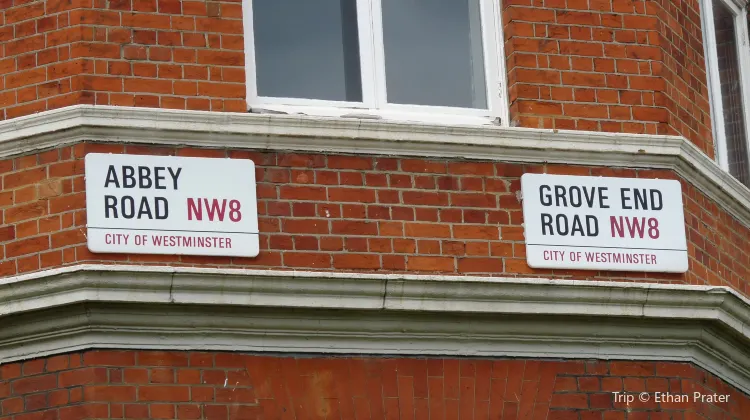 ABBEY
ROAD NW8
CITY OF WESTMINSTER
GROVE END
ROAD NW8
CITY OF WESTMINSTER
Trip © Ethan Prater